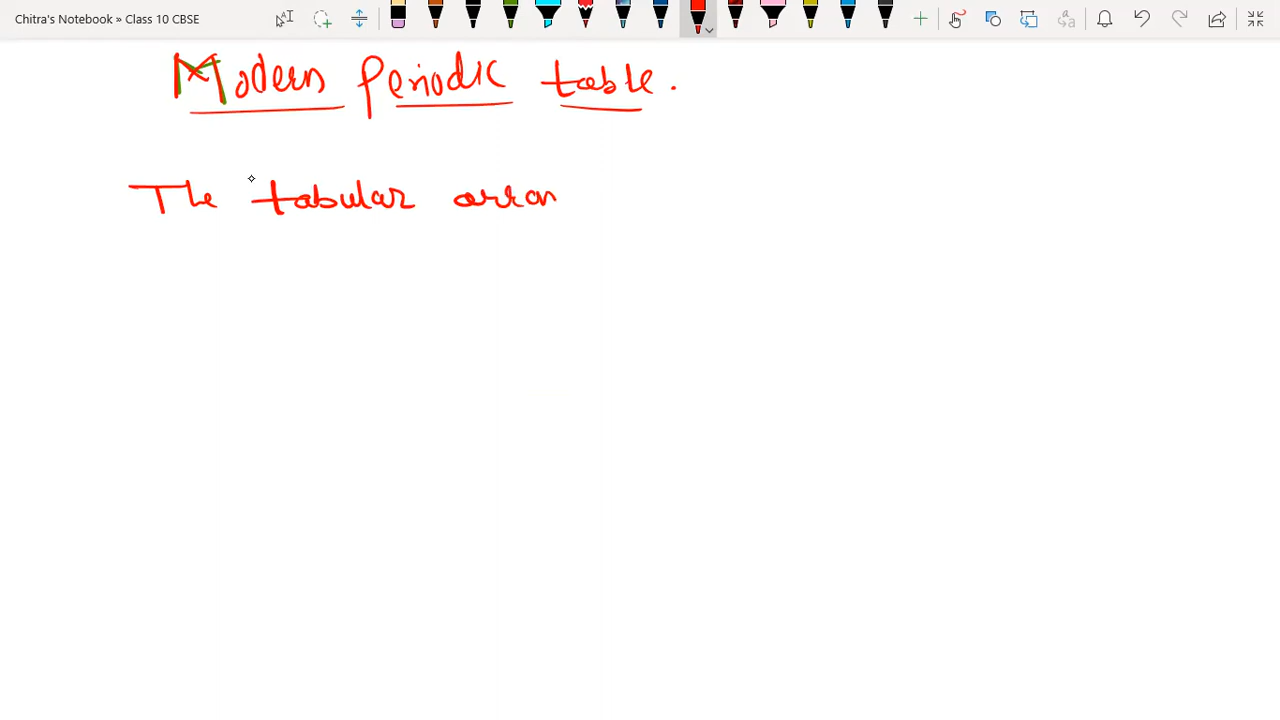 Chitra's Notebook » Class 10 CBSE
Modern Periodic table.
The tabular arran